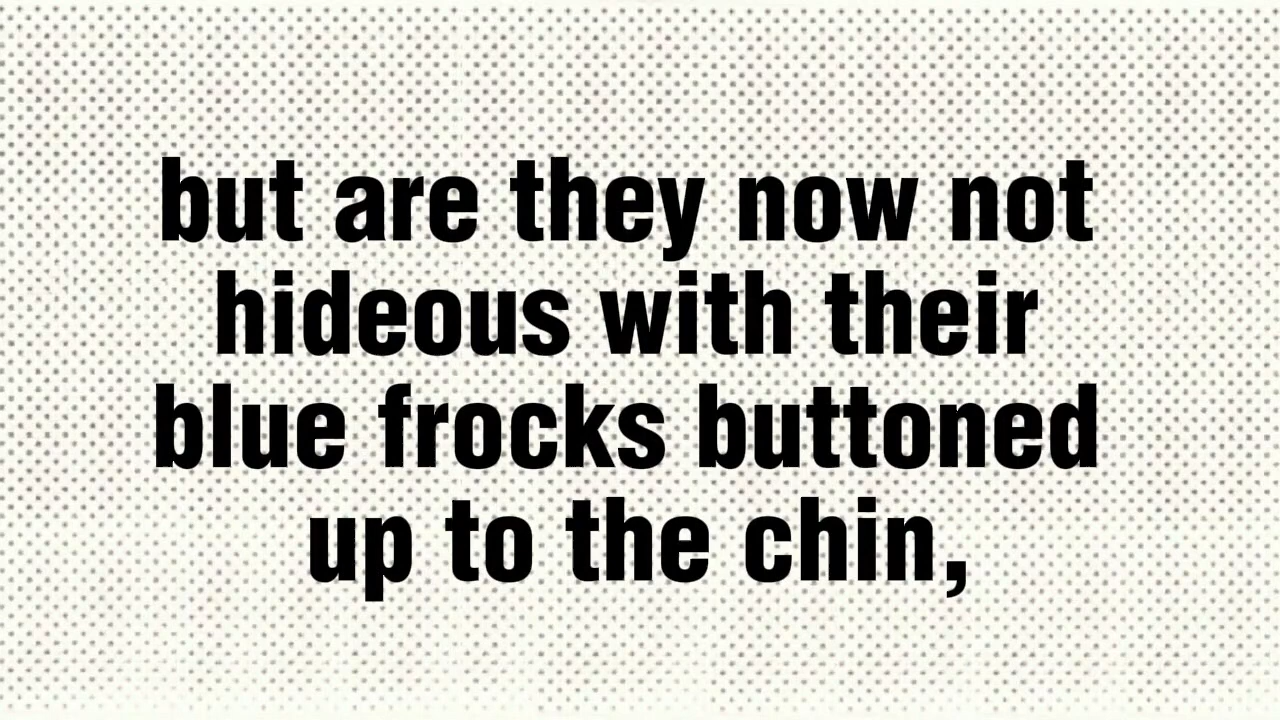 but are they now not
hideous with their
blue frocks buttoned
up to the chin,